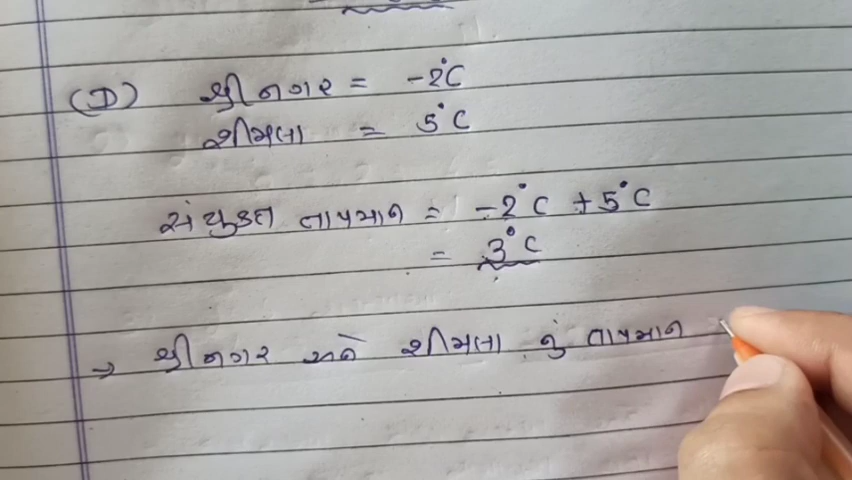 (D) શ્રીનગર = -2°C
શીમલા = 5°C
સંયુક્ત તાપમાન = -2°C + 5°C
= 3°C
→ શ્રીનગર અને શીમલા નું તાપમાન